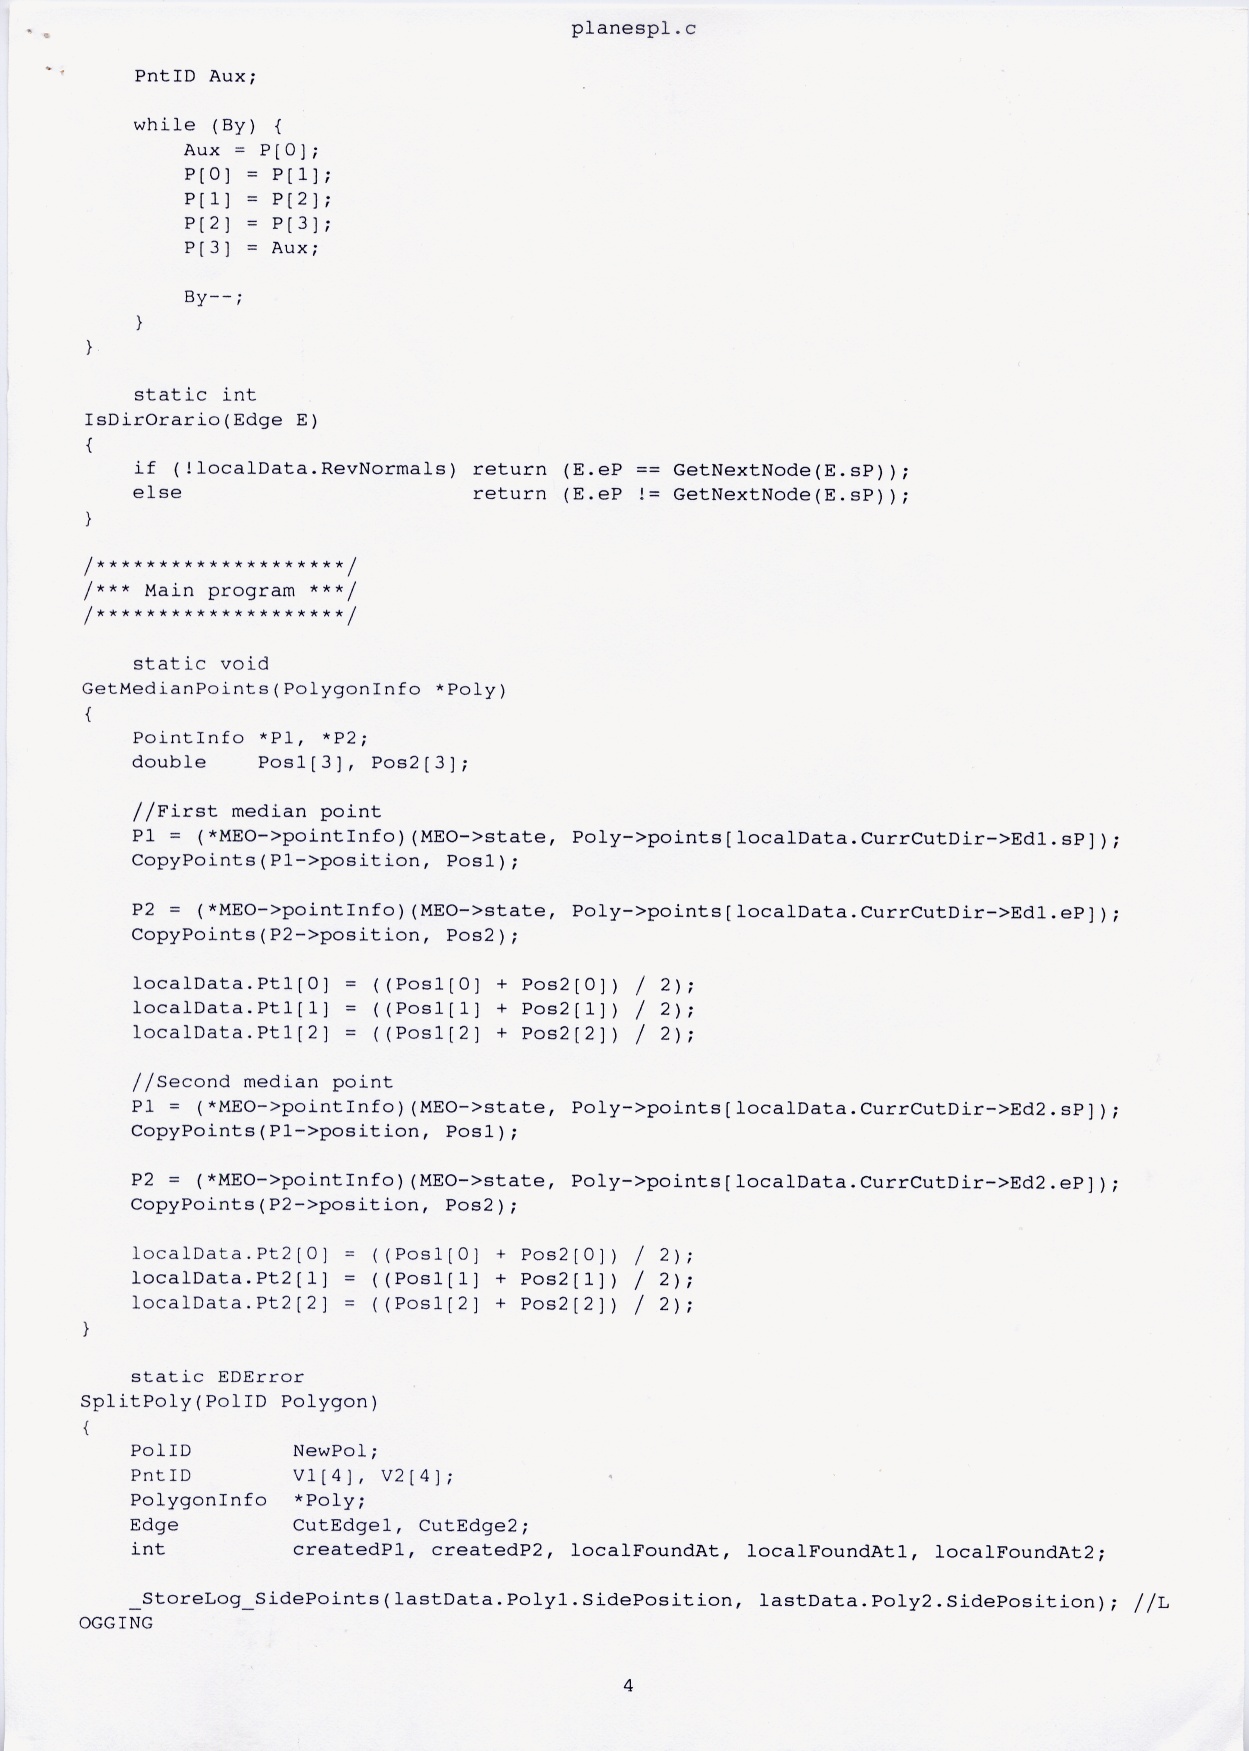 planespl.c
PntID Aux;
while (By) {
Aux = P[0];
P[0] = P[1];
P[1] = P[2];
P[2] = P[3];
P[3] = Aux;
By--;
}
}
static int
IsDirOrario(Edge E)
{
if (!localData.RevNormals) return (E.eP == GetNextNode(E.sP));
else return (E.eP != GetNextNode(E.sP));
}
/********************/
/*** Main program ***/
/********************/
static void
GetMedianPoints(PolygonInfo *Poly)
{
PointInfo *P1, *P2;
double Pos1[3], Pos2[3];
//First median point
P1 = (*MEO->pointInfo)(MEO->state, Poly->points[localData.CurrCutDir->Ed1.sP]);
CopyPoints(P1->position, Pos1);
P2 = (*MEO->pointInfo)(MEO->state, Poly->points[localData.CurrCutDir->Ed1.eP]);
CopyPoints(P2->position, Pos2);
localData.Pt1[0] = ((Pos1[0] + Pos2[0]) / 2);
localData.Pt1[1] = ((Pos1[1] + Pos2[1]) / 2);
localData.Pt1[2] = ((Pos1[2] + Pos2[2]) / 2);
//Second median point
P1 = (*MEO->pointInfo)(MEO->state, Poly->points[localData.CurrCutDir->Ed2.sP]);
CopyPoints(P1->position, Pos1);
P2 = (*MEO->pointInfo)(MEO->state, Poly->points[localData.CurrCutDir->Ed2.eP]);
CopyPoints(P2->position, Pos2);
localData.Pt2[0] = ((Pos1[0] + Pos2[0]) / 2);
localData.Pt2[1] = ((Pos1[1] + Pos2[1]) / 2);
localData.Pt2[2] = ((Pos1[2] + Pos2[2]) / 2);
}
static EDError
SplitPoly(PolID Polygon)
{
PolID NewPol;
PntID V1[4], V2[4];
PolygonInfo *Poly;
Edge CutEdge1, CutEdge2;
int createdP1, createdP2, localFoundAt, localFoundAt1, localFoundAt2;
_StoreLog_SidePoints(lastData.Poly1.SidePosition, lastData.Poly2.SidePosition); //L
OGGING
4